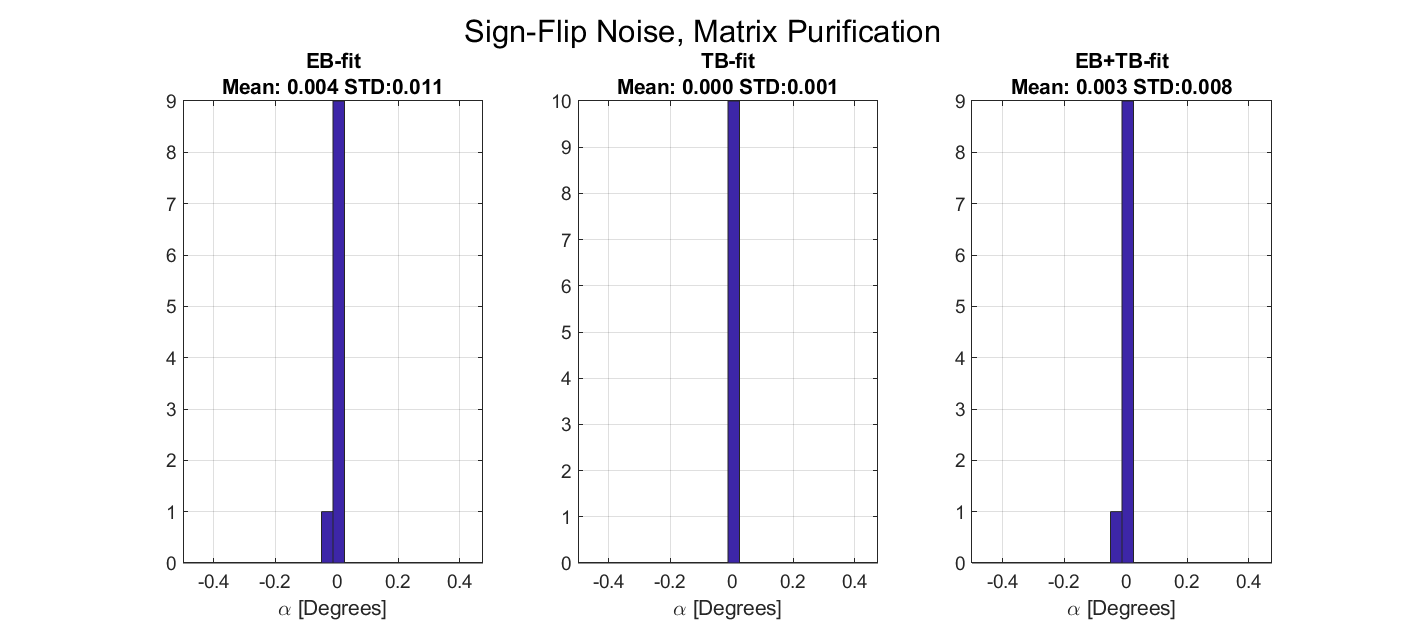 Sign-Flip Noise, Matrix Purification
EB-fit
Mean: 0.004 STD:0.011
9
8
7
6
5
4
3
2
1
0
-0.4 -0.2 0 0.2 0.4
α [Degrees]
TB-fit
Mean: 0.000 STD:0.001
10
9
8
7
6
5
4
3
2
1
0
-0.4 -0.2 0 0.2 0.4
α [Degrees]
EB+TB-fit
Mean: 0.003 STD:0.008
9
8
7
6
5
4
3
2
1
0
-0.4 -0.2 0 0.2 0.4
α [Degrees]